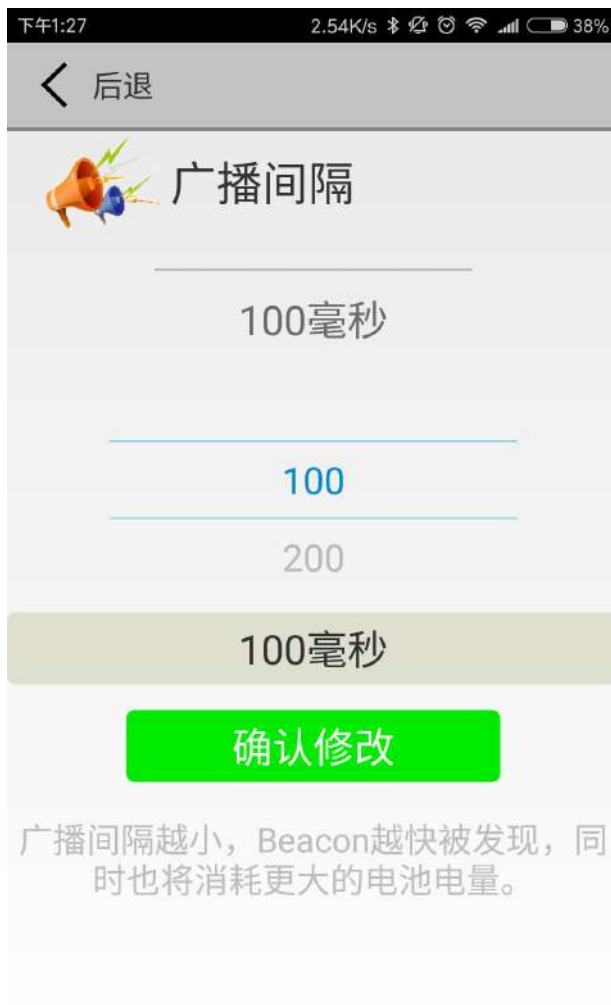 下午1:27 2.54K/s 38%
后退
广播间隔
100毫秒
100
200
100毫秒
确认修改
广播间隔越小，Beacon越快被发现，同
时也将消耗更大的电池电量。